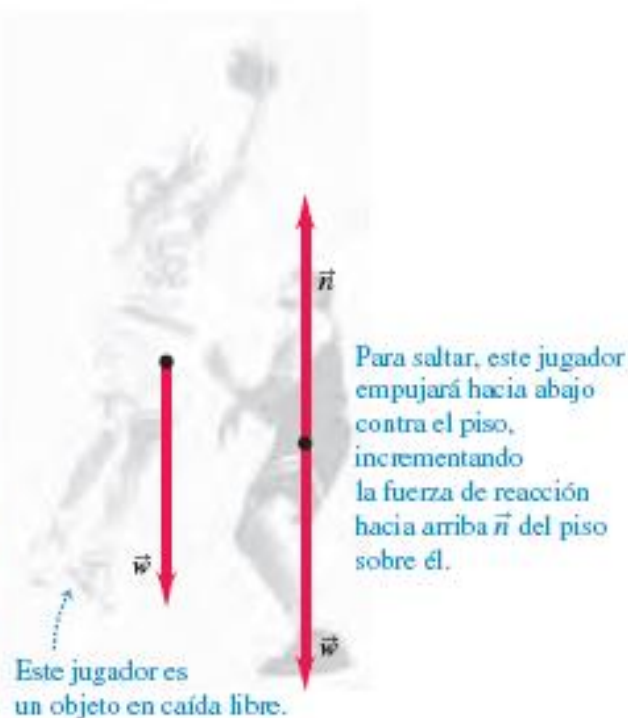 n⃗
Para saltar, este jugador
empujará hacia abajo
contra el piso,
incrementando
la fuerza de reacción
hacia arriba n⃗ del piso
sobre él.
w⃗
w⃗
Este jugador es
un objeto en caída libre.